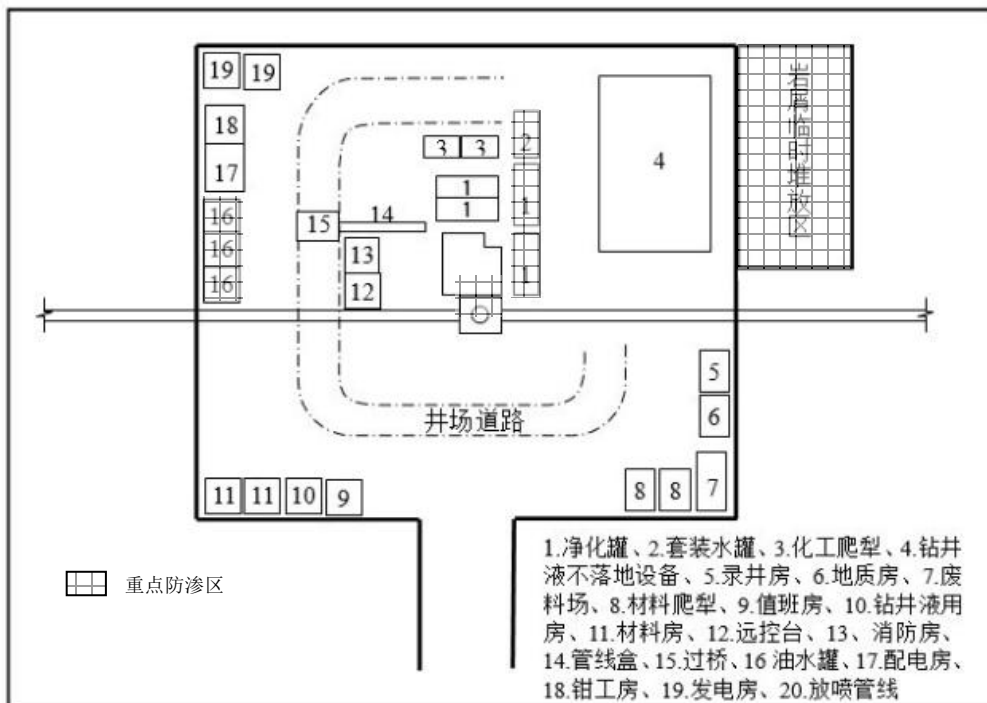 19 19
18
17
16
16
16
3 3
2
1
1
1
1
14
15
13
12
4
岩屑临时堆放区
5
6
7
8 8
井场道路
11 11 10 9
重点防渗区
1.净化罐、2.套装水罐、3.化工爬犁、4.钻井
液不落地设备、5.录井房、6.地质房、7.废
料场、8.材料爬犁、9.值班房、10.钻井液用
房、11.材料房、12.远控台、13、消防房、
14.管线盒、15.过桥、16油水罐、17.配电房、
18.钳工房、19.发电房、20.放喷管线